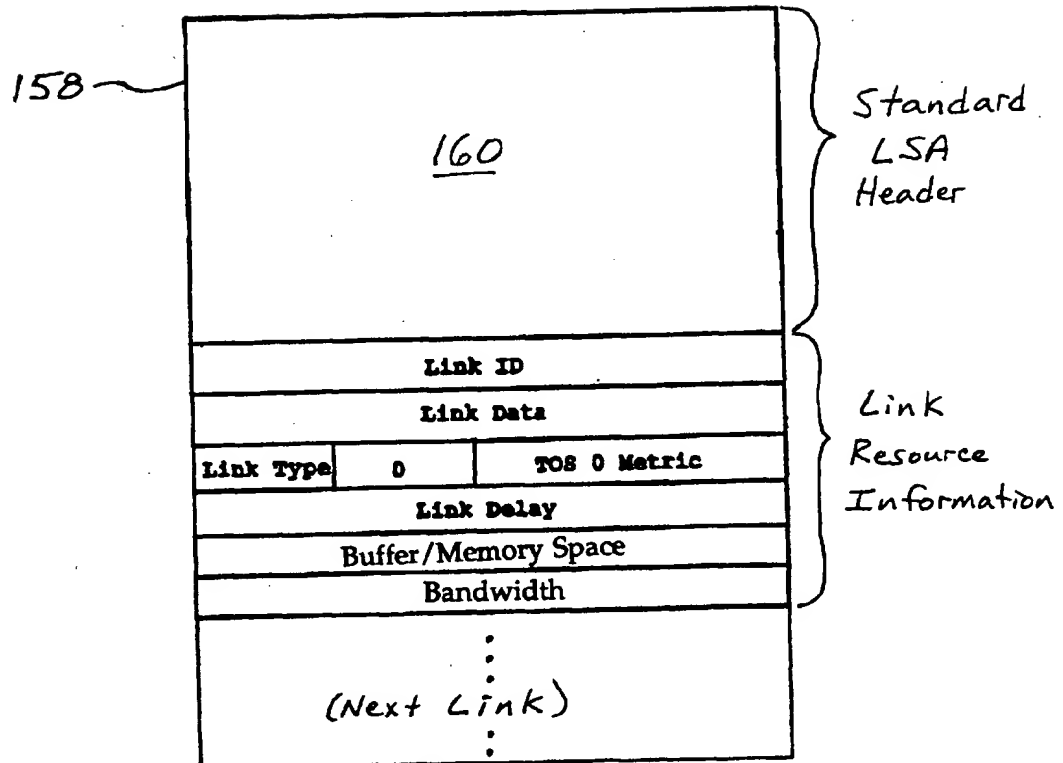 158
160
Standard
LSA
Header
Link ID
Link Data
Link Type 0 TOS 0 Metric
Link Delay
Buffer/Memory Space
Bandwidth
Link
Resource
Information
(Next Link)